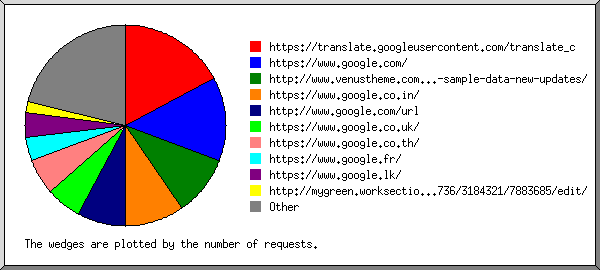 https://translate.googleusercontent.com/translate_c
https://www.google.com/
http://www.venustheme.com...-sample-data-new-updates/
https://www.google.co.in/
http://www.google.com/url
https://www.google.co.uk/
https://www.google.co.th/
https://www.google.fr/
https://www.google.lk/
http://mygreen.worksectio...736/3184321/7883685/edit/
Other
The wedges are plotted by the number of requests.